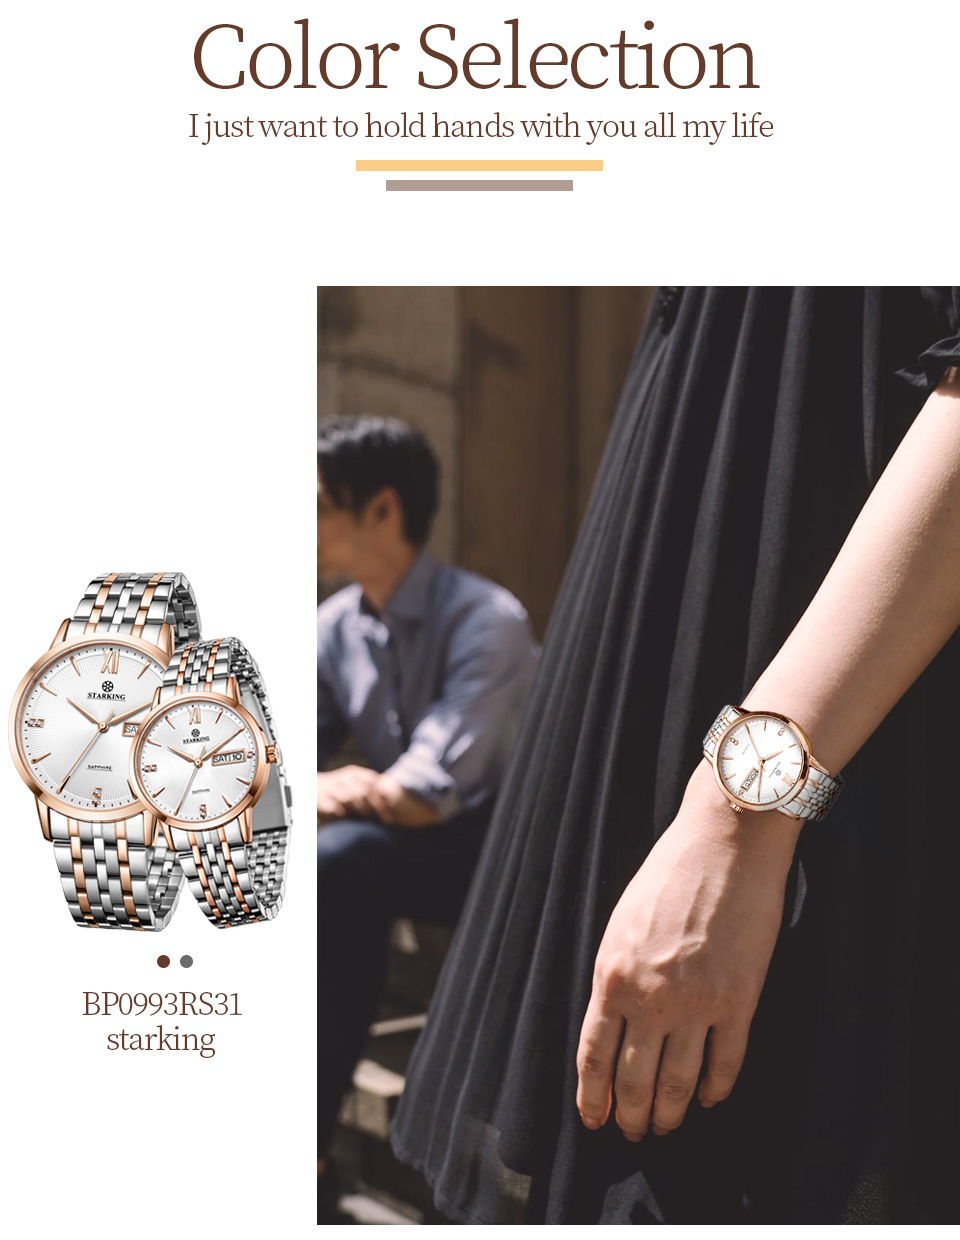 Color Selection
I just want to hold hands with you all my life
STARKING
SA
SAPPHIRE
STARKING
SAT 10
SAPPHIRE
BP0993RS31
starking